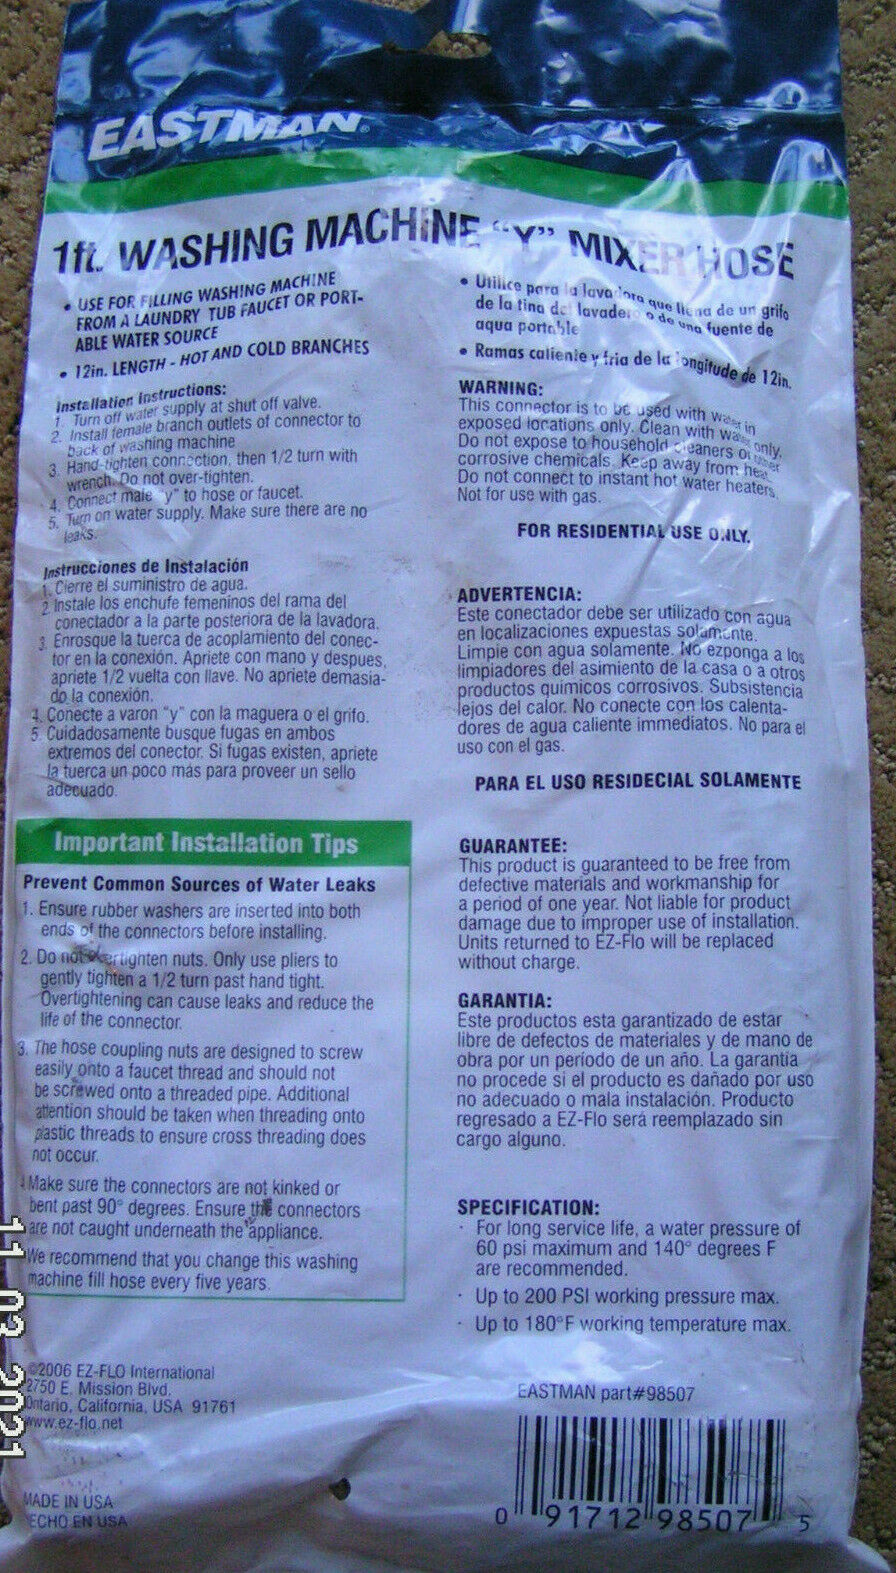 EASTMAN®
1ft. WASHING MACHINE “Y” MIXER HOSE
• USE FOR FILLING WASHING MACHINE
FROM A LAUNDRY TUB FAUCET OR PORT-
ABLE WATER SOURCE
• 12in. LENGTH - HOT AND COLD BRANCHES
Installation Instructions:
1. Turn off water supply at shut off valve.
2. Install female branch outlets of connector to
back of washing machine
3. Hand-tighten connection, then 1/2 turn with
wrench. Do not over-tighten.
4. Connect male "y" to hose or faucet.
5. Turn on water supply. Make sure there are no
leaks.
Instrucciones de Instalación
1. Cierre el suministro de agua.
2. Instale los enchufe femeninos del rama del
conectador a la parte posteriora de la lavadora.
3. Enrosque la tuerca de acoplamiento del conec-
tor en la conexión. Apriete con mano y despues,
apriete 1/2 vuelta con llave. No apriete demasia-
do la conexión.
4. Conecte a varon "y" con la maguera o el grifo.
5. Cuidadosamente busque fugas en ambos
extremos del conector. Si fugas existen, apriete
la tuerca un poco mas para proveer un sello
adecuado.
Important Installation Tips
Prevent Common Sources of Water Leaks
1. Ensure rubber washers are inserted into both
ends of the connectors before installing.
2. Do not overtighten nuts. Only use pliers to
gently tighten a 1/2 turn past hand tight.
Overtightening can cause leaks and reduce the
life of the connector.
3. The hose coupling nuts are designed to screw
easily onto a faucet thread and should not
be screwed onto a threaded pipe. Additional
attention should be taken when threading onto
plastic threads to ensure cross threading does
not occur.
4 Make sure the connectors are not kinked or
bent past 90° degrees. Ensure the connectors
are not caught underneath the appliance.
We recommend that you change this washing
machine fill hose every five years.
©2006 EZ-FLO International
2750 E. Mission Blvd.
Ontario, California, USA 91761
www.ez-flo.net
MADE IN USA
ECHO EN USA
• Utilice para la lavadora que llena de un grifo
de la tina del lavadero o de una fuente de
aqua portable
• Ramas caliente y fria de la longitude de 12in.
WARNING:
This connector is to be used with water in
exposed locations only. Clean with water only.
Do not expose to household cleaners or other
corrosive chemicals. Keep away from heat.
Do not connect to instant hot water heaters.
Not for use with gas.
FOR RESIDENTIAL USE ONLY.
ADVERTENCIA:
Este conectador debe ser utilizado con agua
en localizaciones expuestas solamente.
Limpie con agua solamente. No ezponga a los
limpiadores del asimiento de la casa o a otros
productos quimicos corrosivos. Subsistencia
lejos del calor. No conecte con los calenta-
dores de agua caliente immediatos. No para el
uso con el gas.
PARA EL USO RESIDECIAL SOLAMENTE
GUARANTEE:
This product is guaranteed to be free from
defective materials and workmanship for
a period of one year. Not liable for product
damage due to improper use of installation.
Units returned to EZ-Flo will be replaced
without charge.
GARANTIA:
Este productos esta garantizado de estar
libre de defectos de materiales y de mano de
obra por un período de un año. La garantia
no procede si el producto es dañado por uso
no adecuado o mala instalación. Producto
regresado a EZ-Flo será reemplazado sin
cargo alguno.
SPECIFICATION:
· For long service life, a water pressure of
60 psi maximum and 140° degrees F
are recommended.
· Up to 200 PSI working pressure max.
· Up to 180°F working temperature max.
EASTMAN part#98507
0 91712 98507 5
11 03 2021